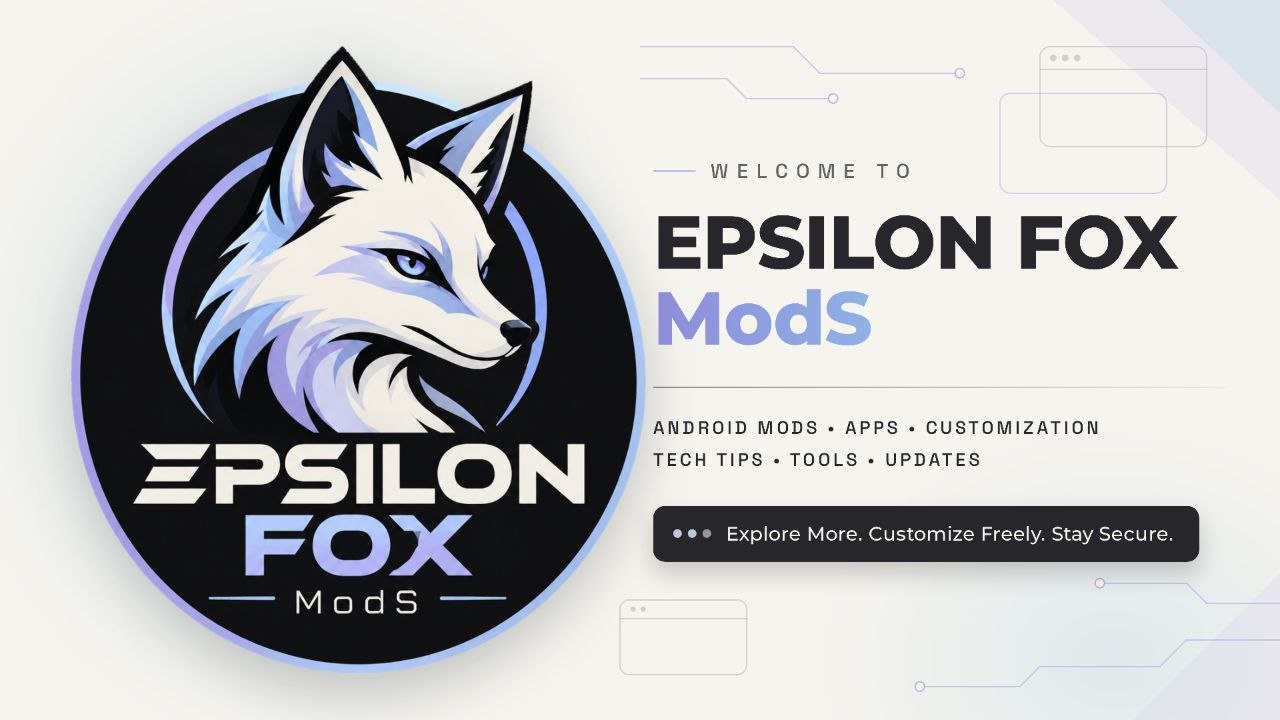 EPSILON
FOX
ModS
WELCOME TO
EPSILON FOX
ModS
ANDROID MODS • APPS • CUSTOMIZATION
TECH TIPS • TOOLS • UPDATES
Explore More. Customize Freely. Stay Secure.